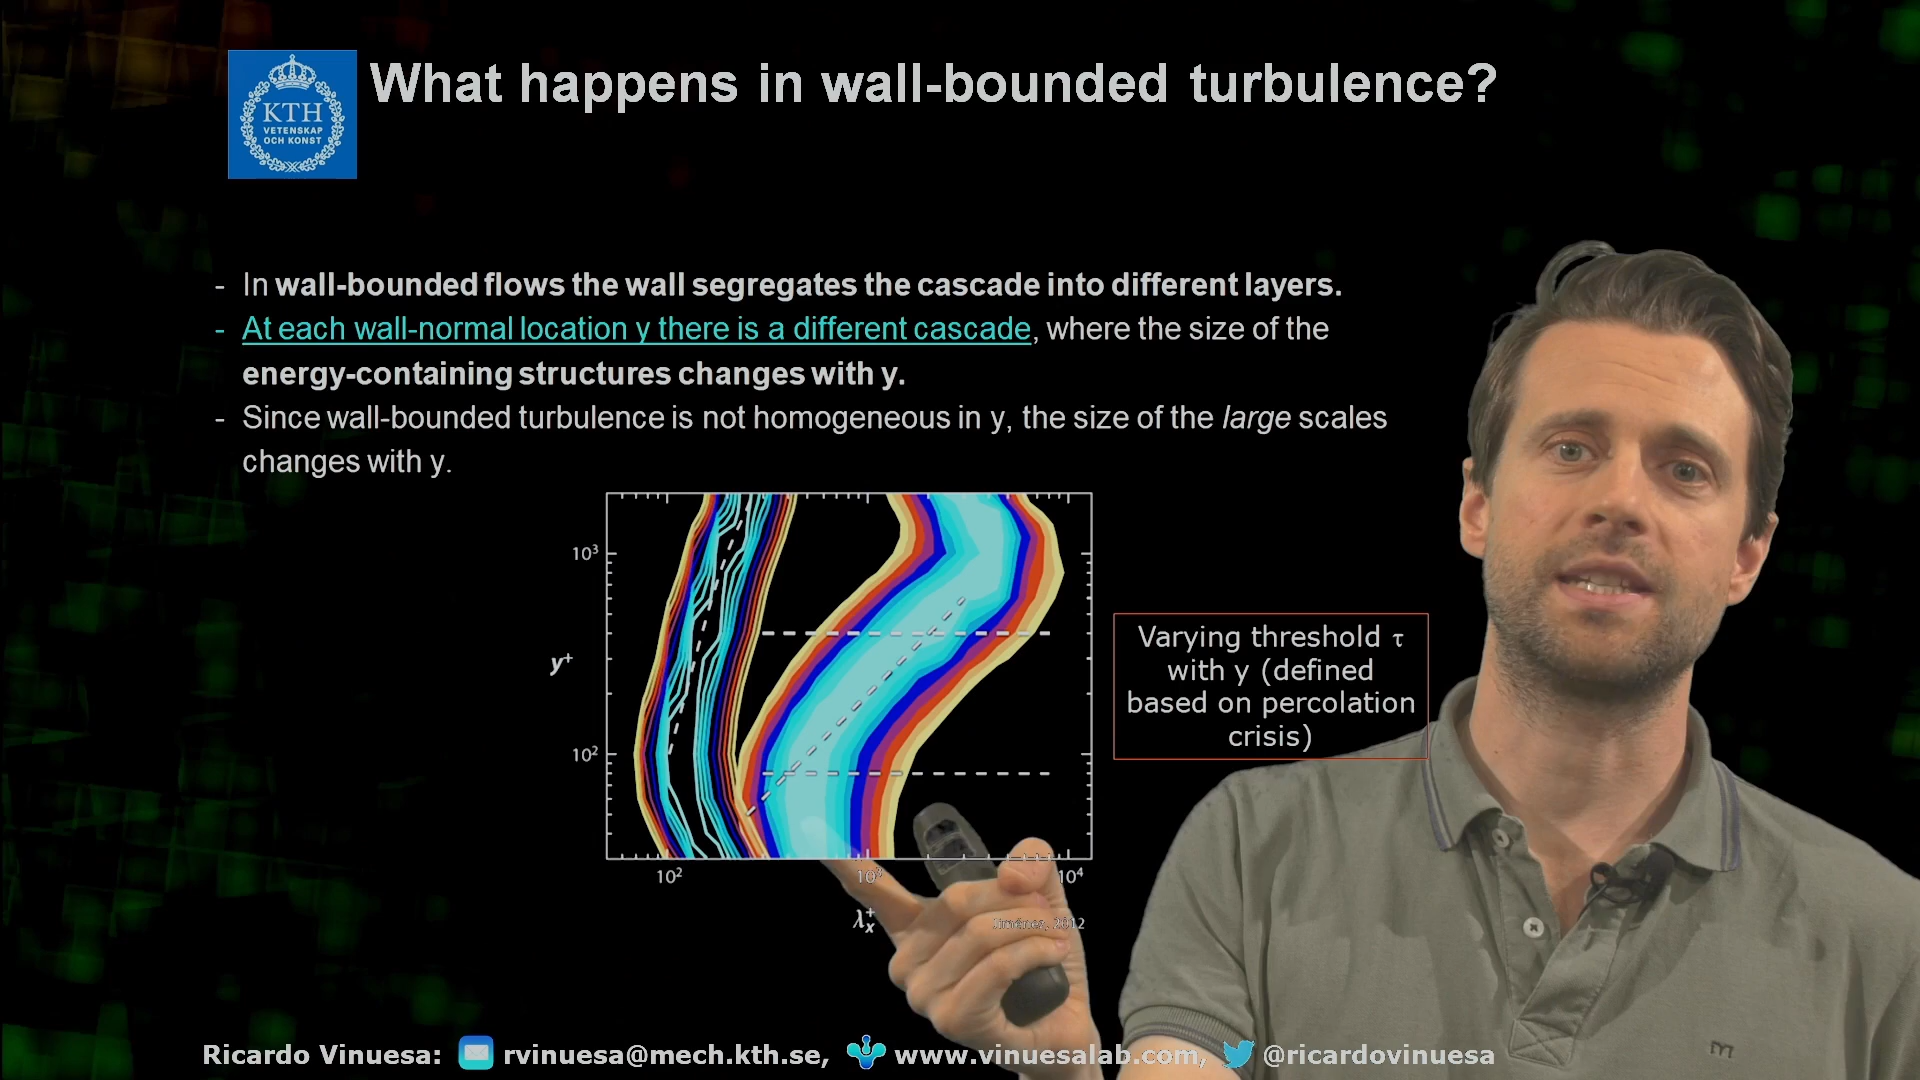 KTH
VETENSKAP
OCH KONST
What happens in wall-bounded turbulence?
- In wall-bounded flows the wall segregates the cascade into different layers.
- At each wall-normal location y there is a different cascade, where the size of the
energy-containing structures changes with y.
- Since wall-bounded turbulence is not homogeneous in y, the size of the large scales
changes with y.
10³
y⁺
10²
10² 10³ 10⁴
λₓ⁺
Jiménez, 2012
Varying threshold τ
with y (defined
based on percolation
crisis)
m
Ricardo Vinuesa: rvinuesa@mech.kth.se, www.vinuesalab.com, @ricardovinuesa